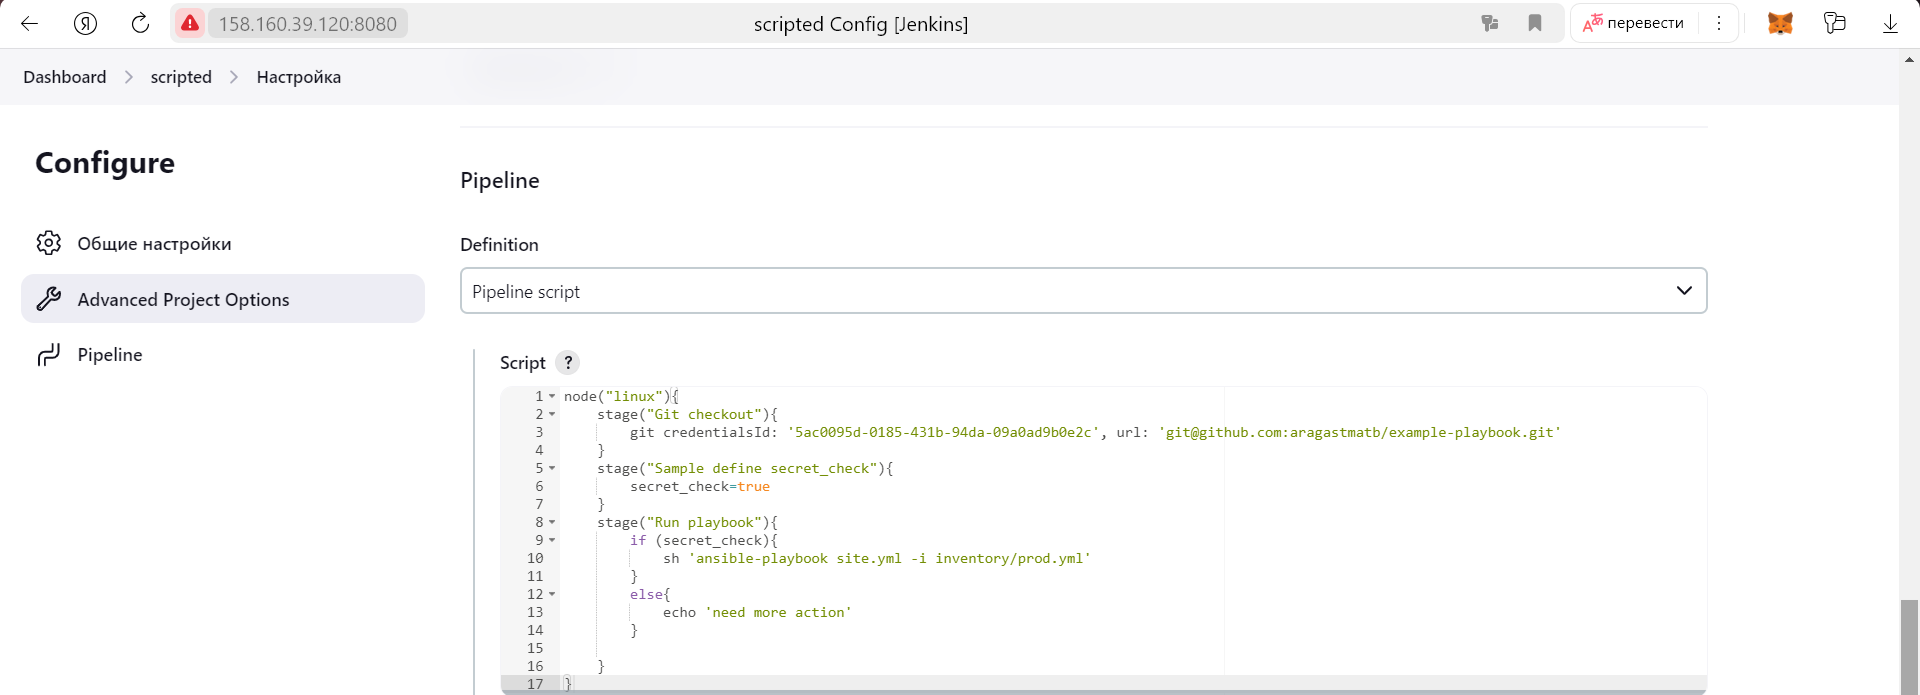 158.160.39.120:8080 scripted Config [Jenkins] перевести
Dashboard scripted Настройка
Configure
Общие настройки
Advanced Project Options
Pipeline
Pipeline
Definition
Pipeline script
Script ?
1 node("linux"){
2     stage("Git checkout"){
3         git credentialsId: '5ac0095d-0185-431b-94da-09a0ad9b0e2c', url: 'git@github.com:aragastmatb/example-playbook.git'
4     }
5     stage("Sample define secret_check"){
6         secret_check=true
7     }
8     stage("Run playbook"){
9         if (secret_check){
10             sh 'ansible-playbook site.yml -i inventory/prod.yml'
11         }
12         else{
13             echo 'need more action'
14         }
15
16     }
17 }